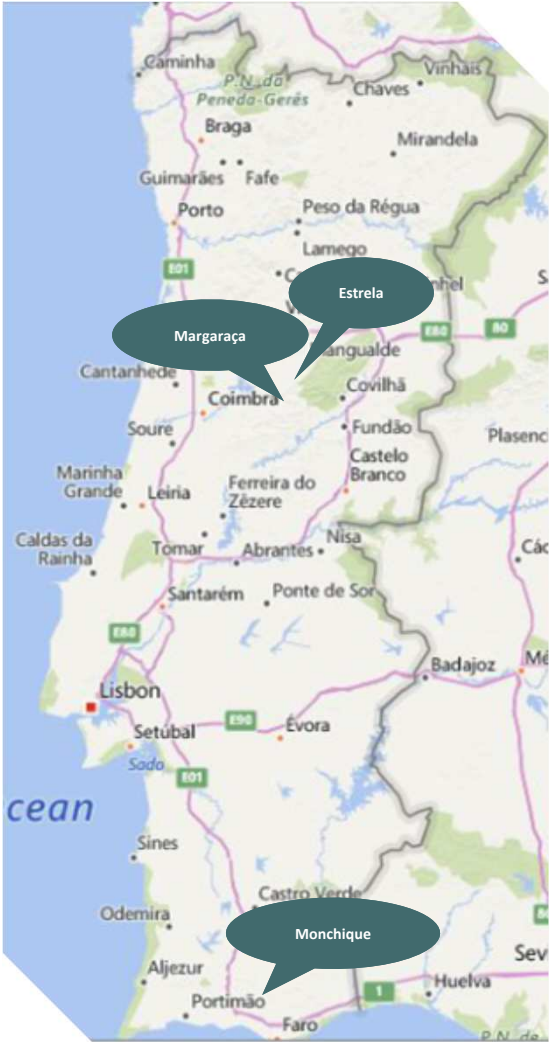 Caminha
P.N. da
Peneda-Gerês
Vinhais
Chaves
Braga
Mirandela
Guimarães
Fafe
Porto
Peso da Régua
Lamego
E01
Estrela
Margaraça
E80
80
Cantanhede
Coimbra
Covilhã
Soure
Fundão
Castelo
Branco
Marinha
Grande
Leiria
Ferreira do
Zêzere
Caldas da
Rainha
Tomar
Abrantes
Nisa
Santarém
Ponte de Sor
E80
Lisbon
Badajoz
E90
Évora
Setúbal
Sado
E01
cean
Sines
Castro Verde
Odemira
Monchique
Aljezur
Portimão
1
Huelva
Faro
P.N. de